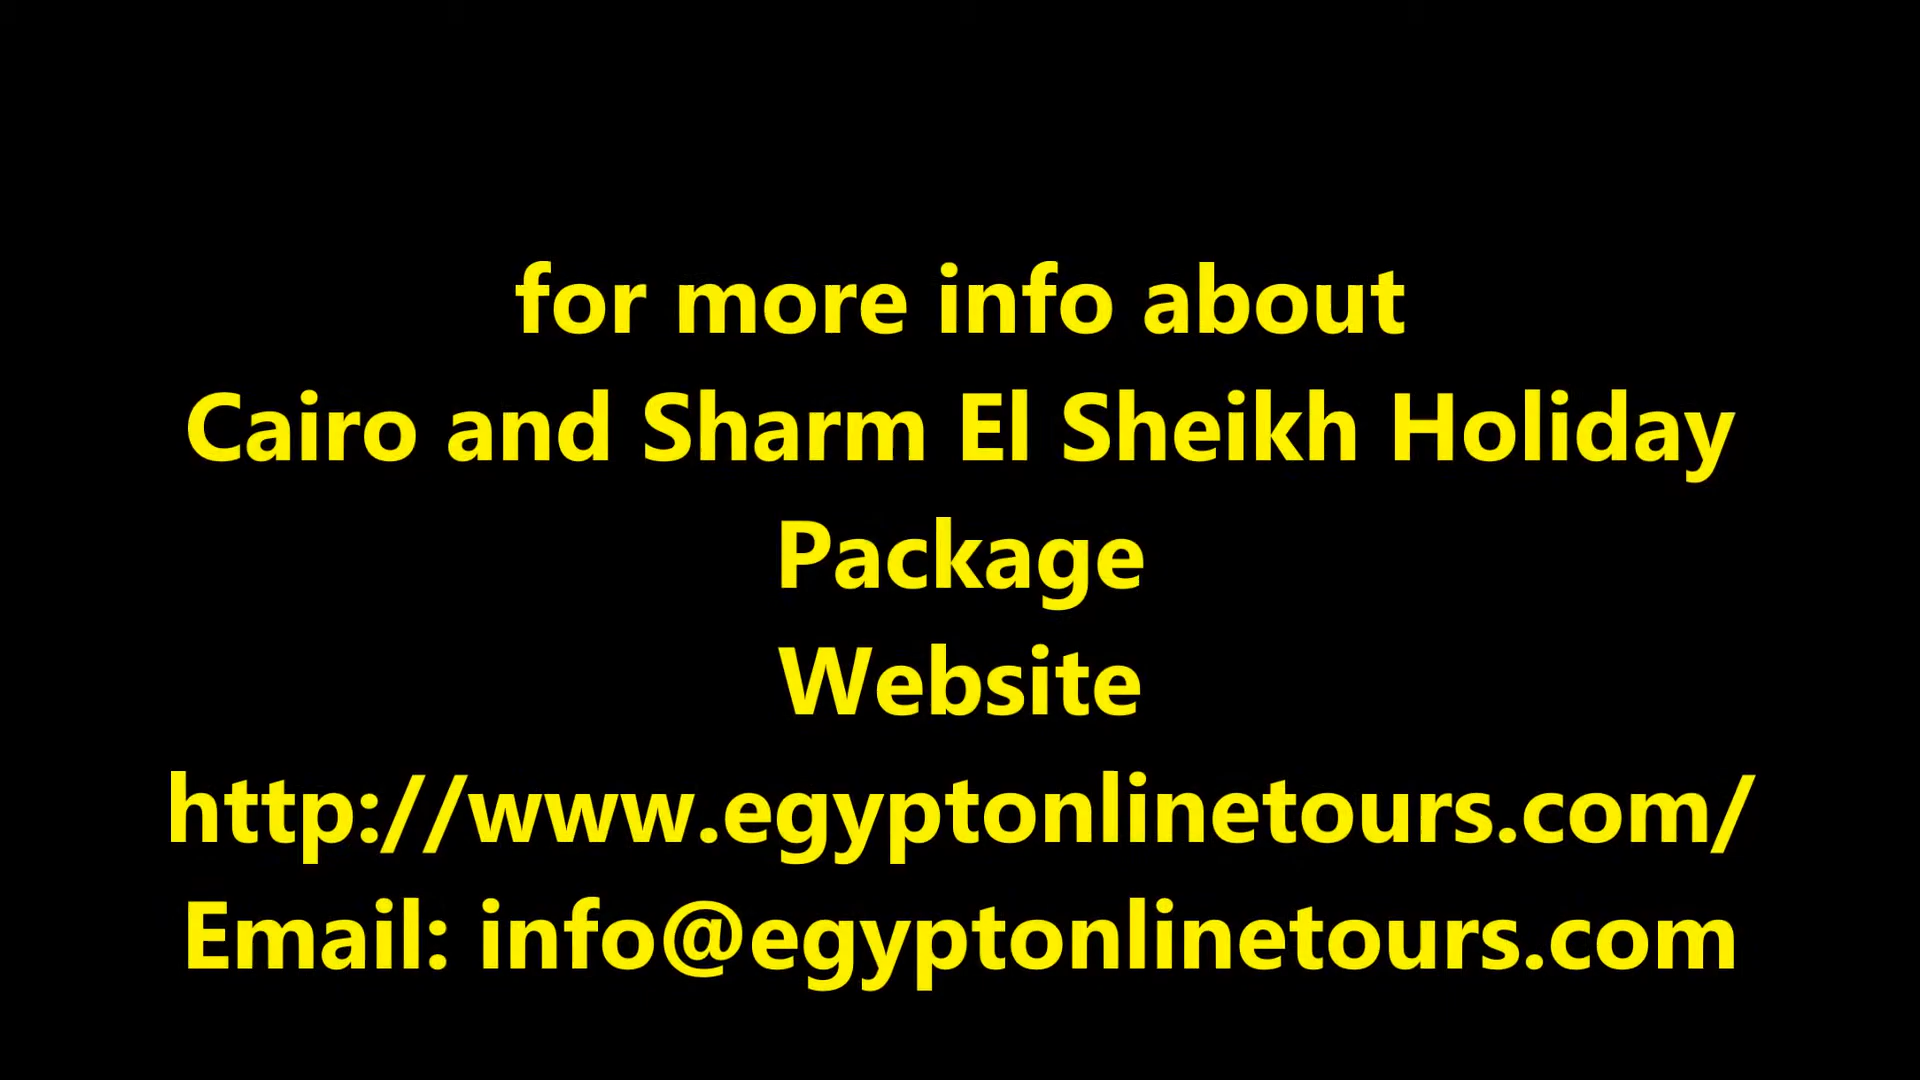 for more info about
Cairo and Sharm El Sheikh Holiday
Package
Website
http://www.egyptonlinetours.com/
Email: info@egyptonlinetours.com